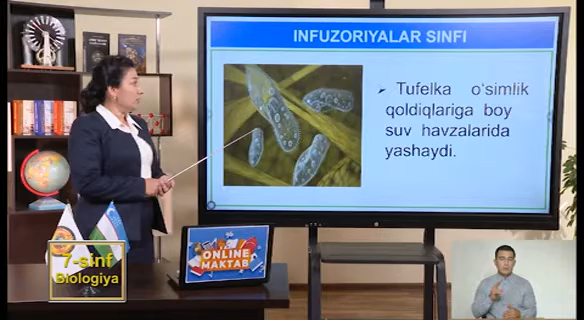 INFUZORIYALAR SINFI
➢ Tufelka o‘simlik
qoldiqlariga boy
suv havzalarida
yashaydi.
ONLINE
MAKTAB
7-sinf
Biologiya